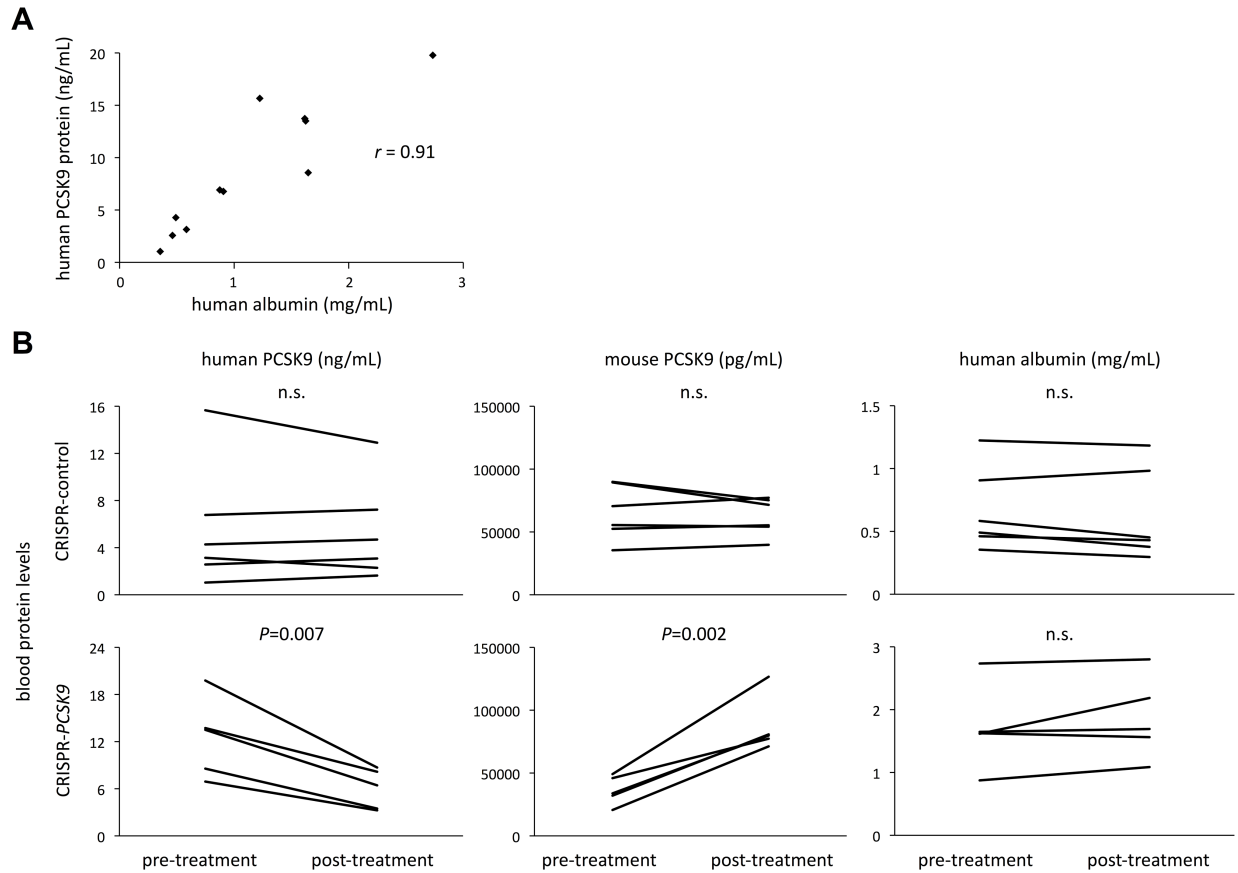 A
human PCSK9 protein (ng/mL)
20
15
10
5
0
r = 0.91
0 1 2 3
human albumin (mg/mL)
B
blood protein levels
human PCSK9 (ng/mL) mouse PCSK9 (pg/mL) human albumin (mg/mL)
n.s. n.s. n.s.
CRISPR-control
16
12
8
4
0
150000
100000
50000
0
1.5
1
0.5
0
P=0.007 P=0.002 n.s.
CRISPR-PCSK9
24
18
12
6
0
150000
100000
50000
0
3
2
1
0
pre-treatment post-treatment pre-treatment post-treatment pre-treatment post-treatment